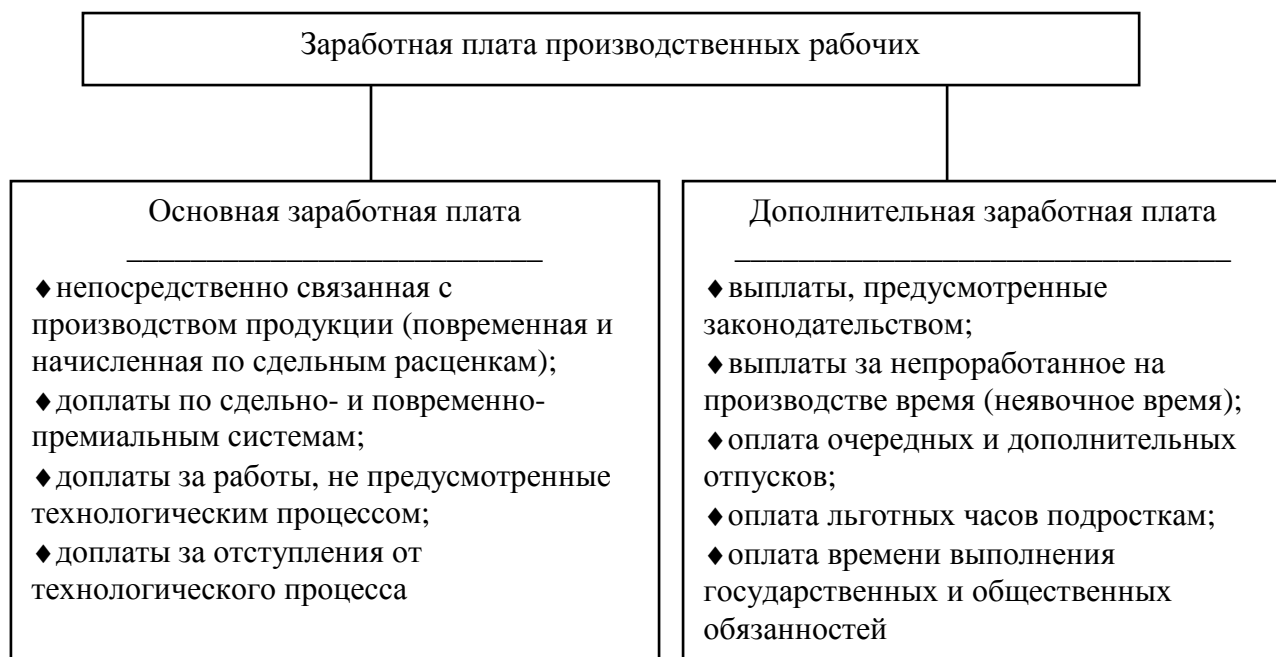 Заработная плата производственных рабочих
Основная заработная плата
__________________________
♦непосредственно связанная с
производством продукции (повременная и
начисленная по сдельным расценкам);
♦доплаты по сдельно- и повременно-
премиальным системам;
♦доплаты за работы, не предусмотренные
технологическим процессом;
♦доплаты за отступления от
технологического процесса
Дополнительная заработная плата
_______________________________
♦выплаты, предусмотренные
законодательством;
♦выплаты за непроработанное на
производстве время (неявочное время);
♦оплата очередных и дополнительных
отпусков;
♦оплата льготных часов подросткам;
♦оплата времени выполнения
государственных и общественных
обязанностей